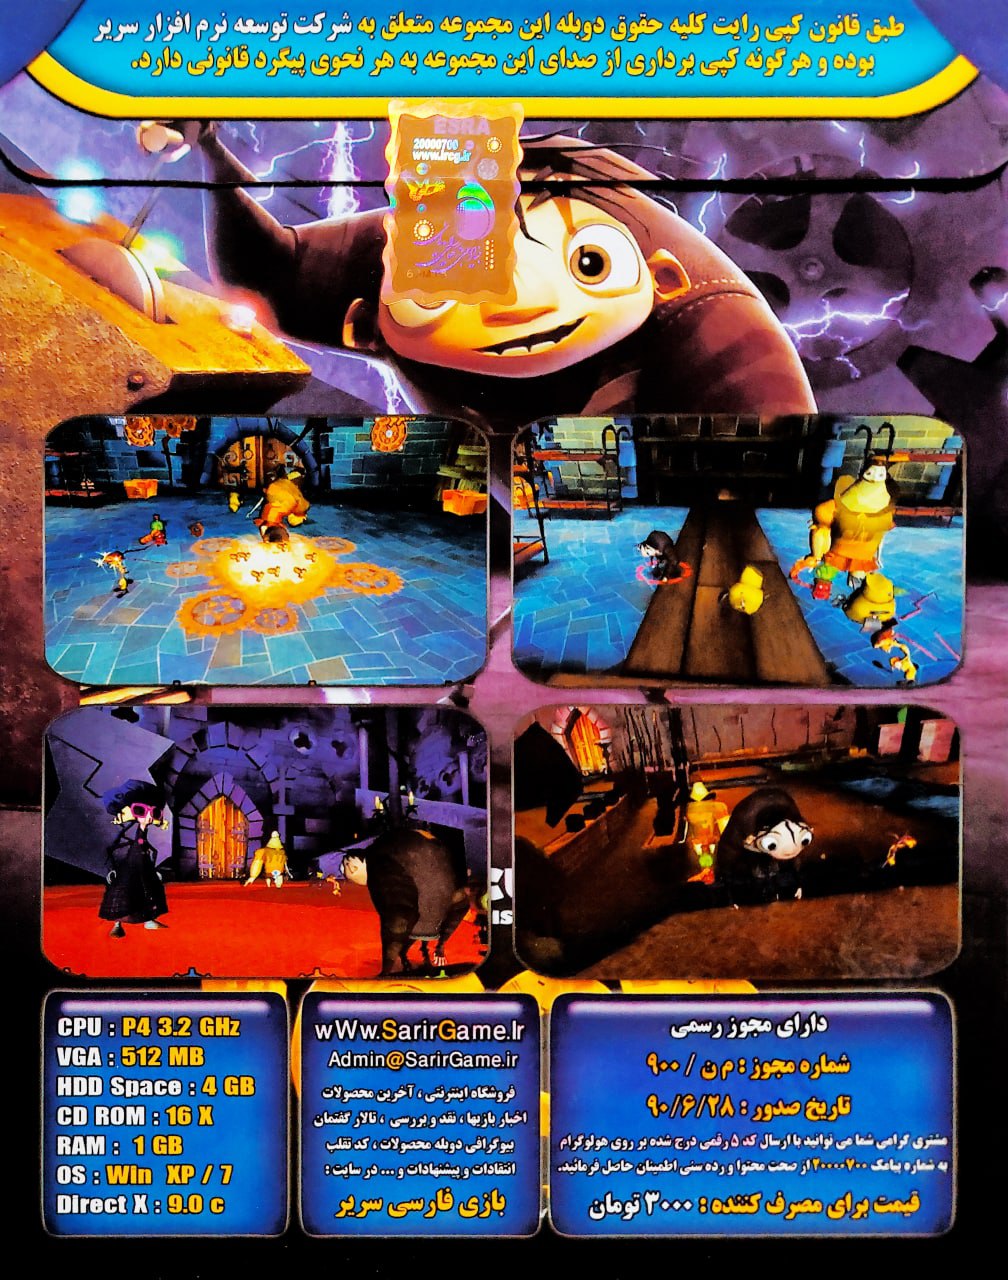 طبق قانون کپی رایت کلیه حقوق دوبله این مجموعه متعلق به شرکت توسعه نرم افزار سریر
بوده و هرگونه کپی برداری از صدای این مجموعه به هر نحوی پیگرد قانونی دارد.
ESRA
20000700
www.ircg.ir
CPU : P4 3.2 GHz
VGA : 512 MB
HDD Space : 4 GB
CD ROM : 16 X
RAM : 1 GB
OS : Win XP / 7
Direct X : 9.0 c
wWw.SarirGame.Ir
Admin@SarirGame.ir
فروشگاه اینترنتی ، آخرین محصولات
اخبار بازیها ، نقد و بررسی ، تالار گفتمان
بیوگرافی دوبله محصولات ، کد تقلب
انتقادات و پیشنهادات و ... در سایت :
بازی فارسی سریر
دارای مجوز رسمی
شماره مجوز : م ن / ۹۰۰
تاریخ صدور : ۹۰/۶/۲۸
مشتری گرامی شما می توانید با ارسال کد ۵ رقمی درج شده بر روی هولوگرام
به شماره پیامک ۲۰۰۰۰۷۰۰ از صحت محتوا و رده سنی اطمینان حاصل فرمائید.
قیمت برای مصرف کننده : ۳۰۰۰ تومان